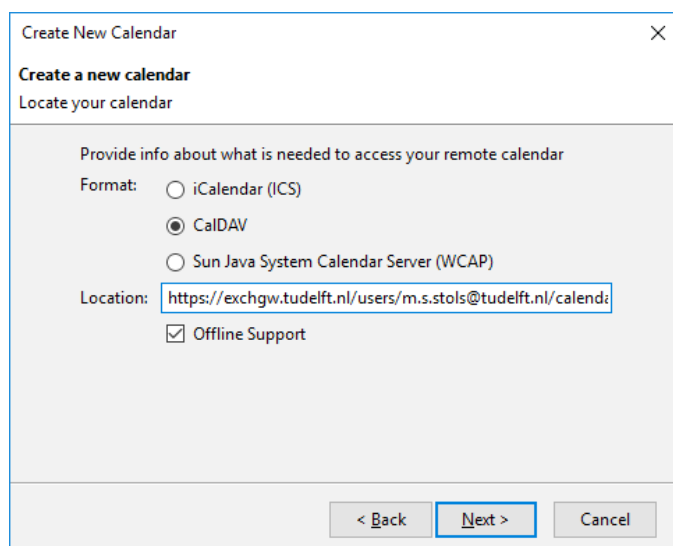 Create New Calendar
Create a new calendar
Locate your calendar
Provide info about what is needed to access your remote calendar
Format: iCalendar (ICS)
CalDAV
Sun Java System Calendar Server (WCAP)
Location: https://exchgw.tudelft.nl/users/m.s.stols@tudelft.nl/calenda
Offline Support
< Back Next > Cancel